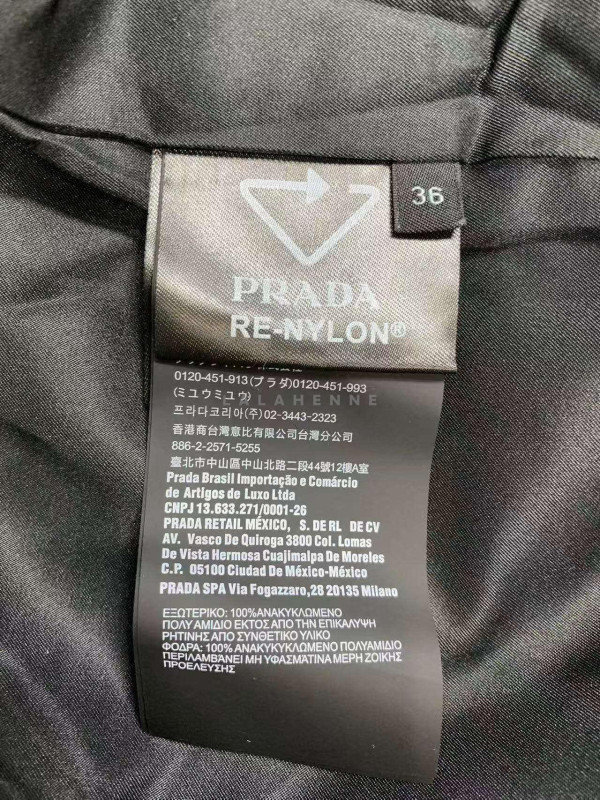 36
PRADA
RE-NYLON®
0120-451-913(プラダ)0120-451-993
(ミユウミユウ)
프라다코리아(주)02-3443-2323
香港商台灣意比有限公司台灣分公司
886-2-2571-5255
臺北市中山區中山北路二段44號12樓A室
Prada Brasil Importação e Comárcio
de Artigos de Luxo Ltda
CNPJ 13.633.271/0001-26
PRADA RETAIL MÉXICO, S. DE RL DE CV
AV. Vasco De Quiroga 3800 Col. Lomas
De Vista Hermosa Cuajimalpa De Moreles
C.P. 05100 Ciudad De México-México
PRADA SPA Via Fogazzaro,28 20135 Milano
ΕΞΩΤΕΡΙΚΟ: 100%ΑΝΑΚΥΚΛΩΜΕΝΟ
ΠΟΛΥΑΜΙΔΙΟ ΕΚΤΟΣ ΑΠΟ ΤΗΝ ΕΠΙΚΑΛΥΨΗ
ΡΗΤΙΝΗΣ ΑΠΟ ΣΥΝΘΕΤΙΚΟ ΥΛΙΚΟ
ΦΟΔΡΑ: 100% ΑΝΑΚΥΚΛΩΜΕΝΟ ΠΟΛΥΑΜΙΔΙΟ
ΠΕΡΙΛΑΜΒΑΝΕΙ ΜΗ ΥΦΑΣΜΑΤΙΝΑ ΜΕΡΗ ΖΩΙΚΗΣ
ΠΡΟΕΛΕΥΣΗΣ